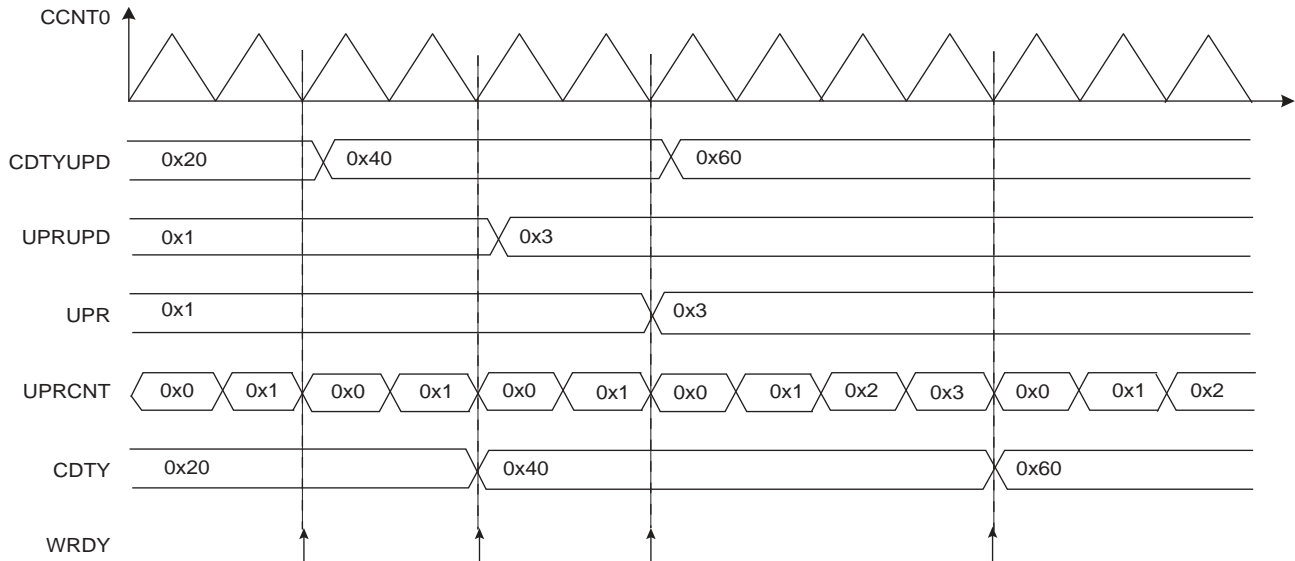 CCNT0
CDTYUPD 0x20 0x40 0x60
UPRUPD 0x1 0x3
UPR 0x1 0x3
UPRCNT 0x0 0x1 0x0 0x1 0x0 0x1 0x0 0x1 0x2 0x3 0x0 0x1 0x2
CDTY 0x20 0x40 0x60
WRDY